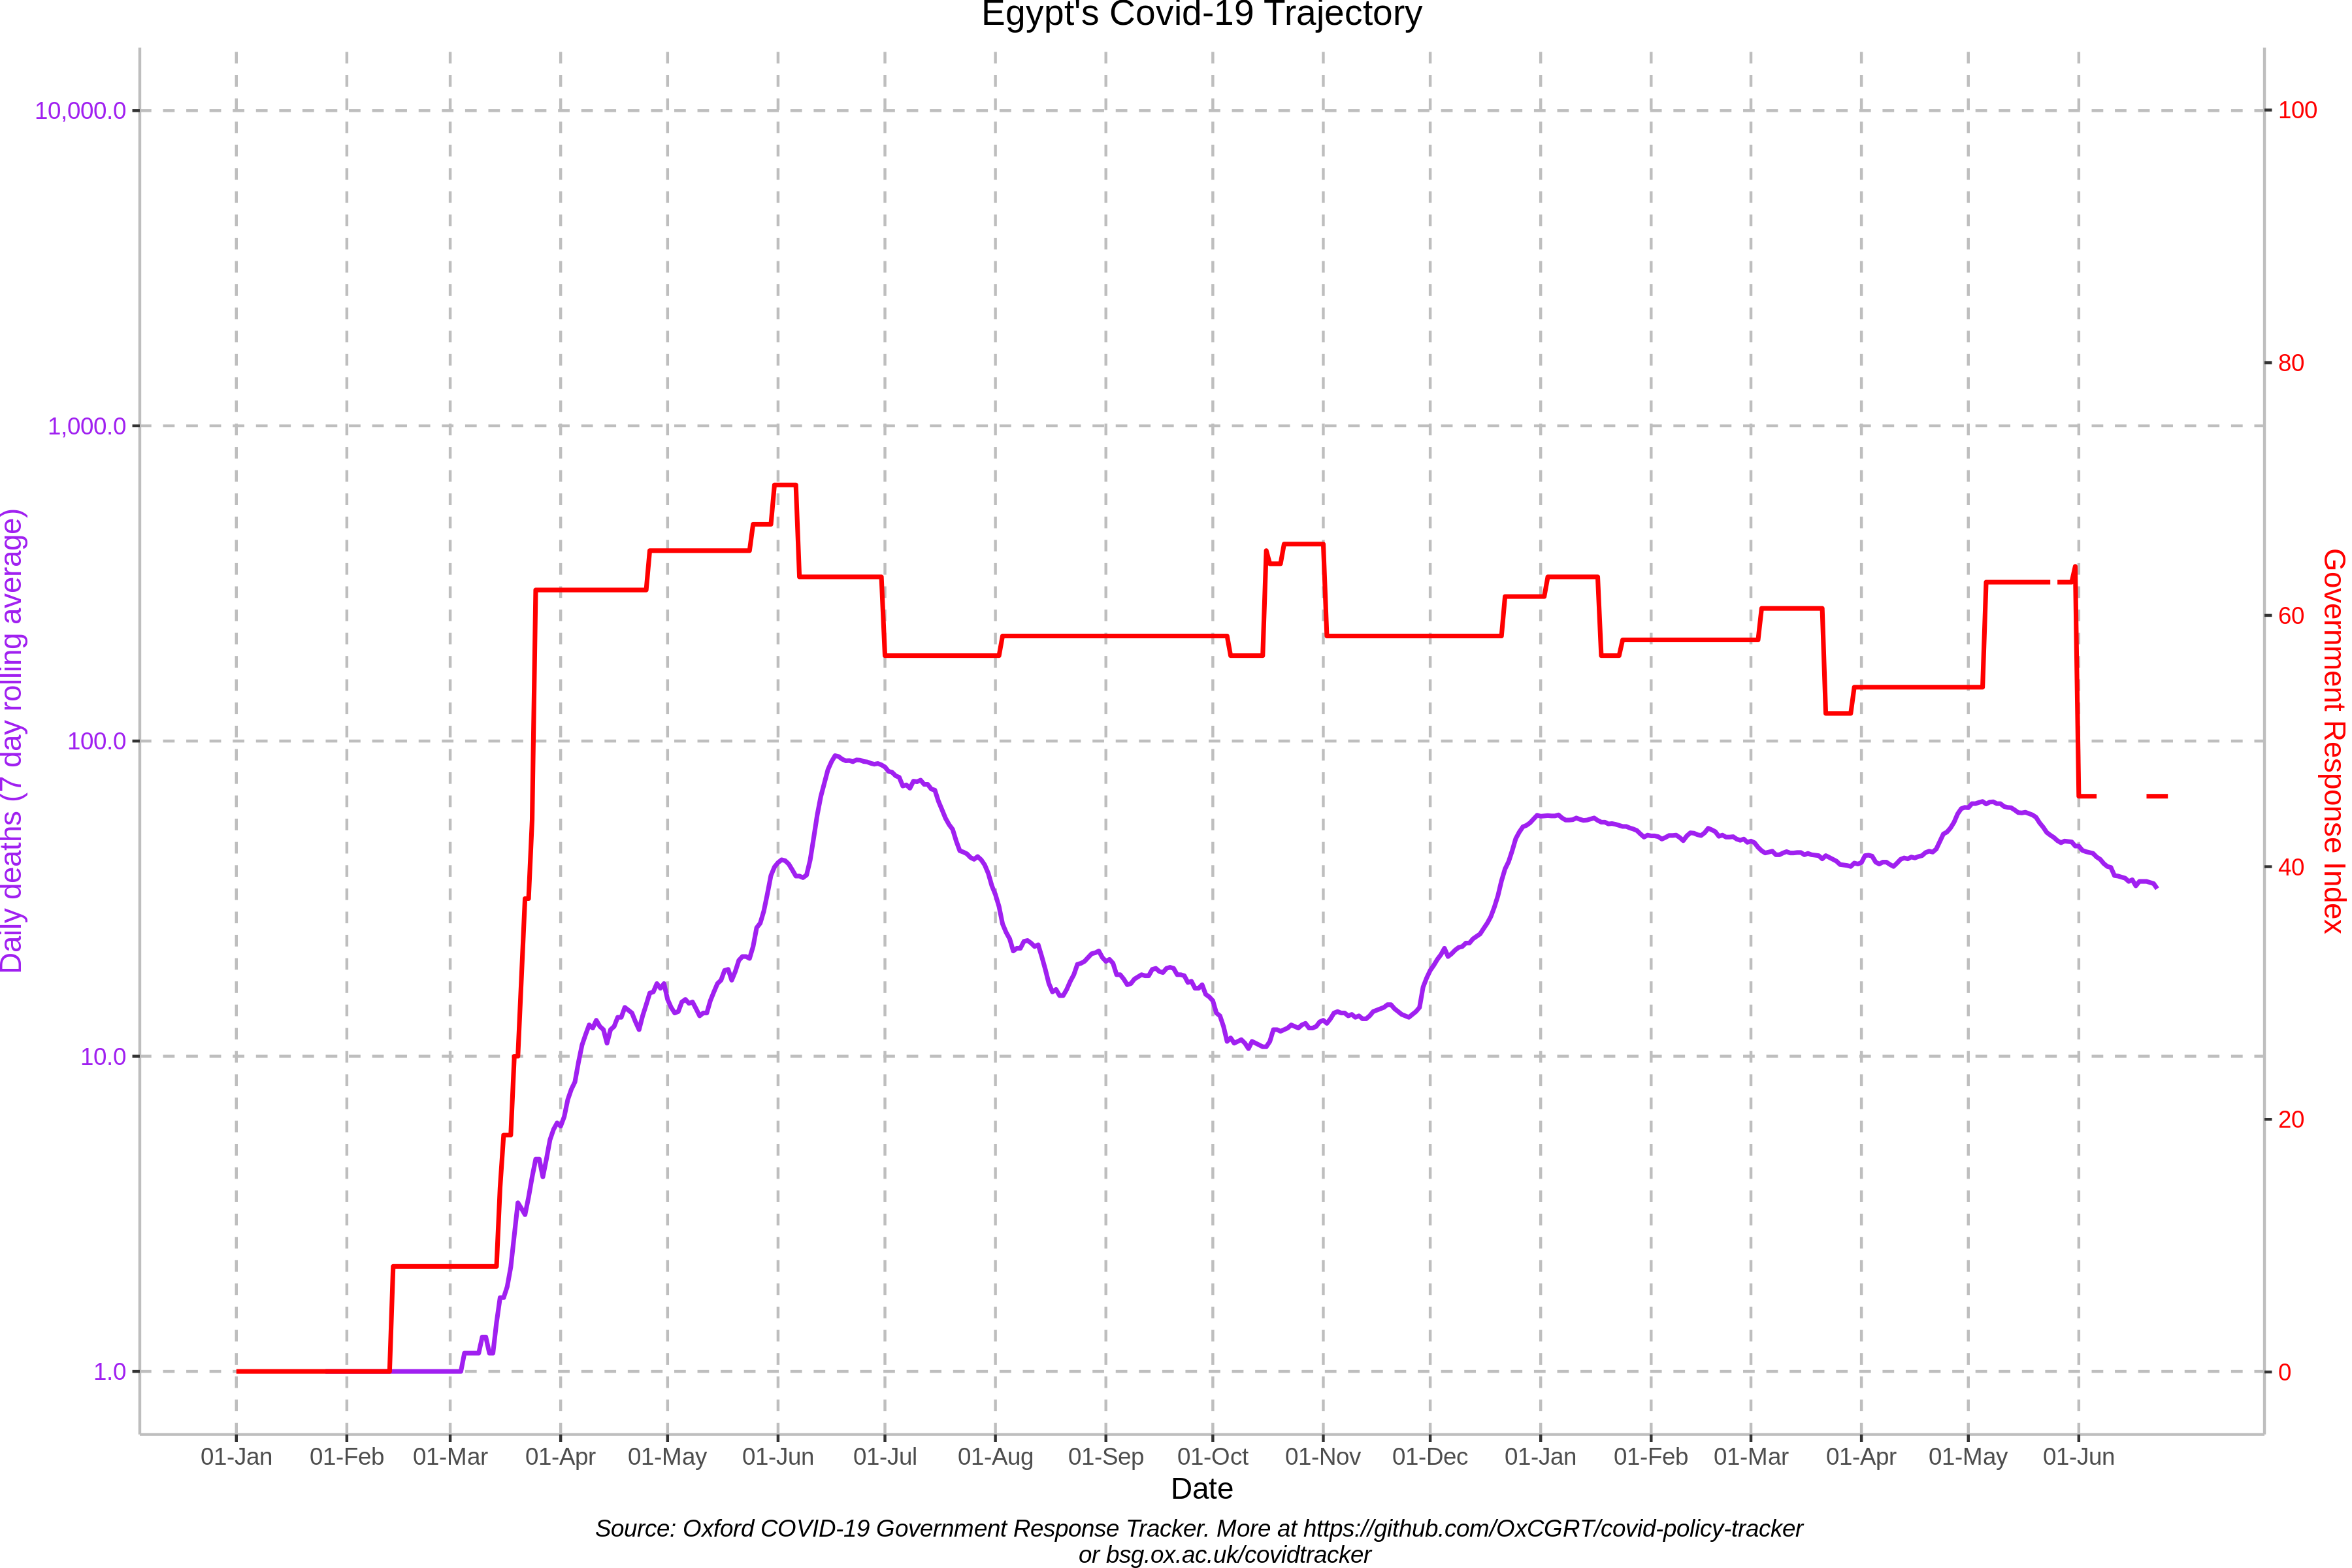 Egypt's Covid-19 Trajectory
10,000.0
1,000.0
100.0
10.0
1.0
Daily deaths (7 day rolling average)
100
80
60
40
20
0
Government Response Index
01-Jan 01-Feb 01-Mar 01-Apr 01-May 01-Jun 01-Jul 01-Aug 01-Sep 01-Oct 01-Nov 01-Dec 01-Jan 01-Feb 01-Mar 01-Apr 01-May 01-Jun
Date
Source: Oxford COVID-19 Government Response Tracker. More at https://github.com/OxCGRT/covid-policy-tracker
or bsg.ox.ac.uk/covidtracker